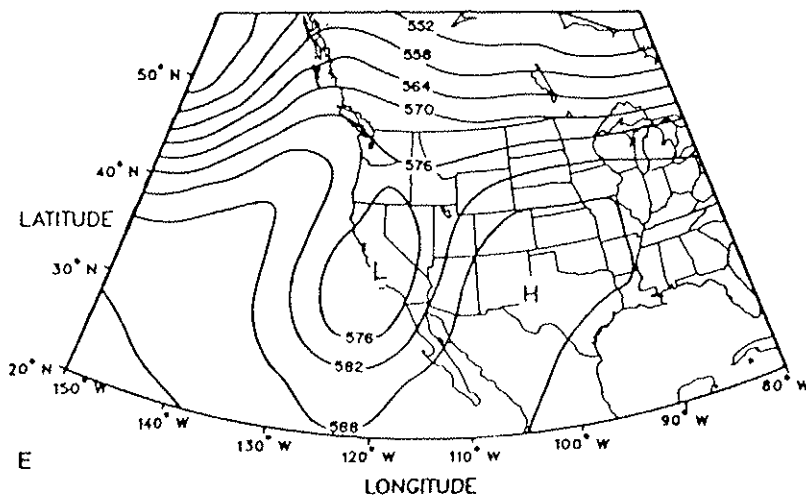 552
558
564
570
576
L
H
576
582
588
50° N
40° N
LATITUDE
30° N
20° N
150° W
140° W
130° W
120° W
110° W
100° W
90° W
80° W
E
LONGITUDE